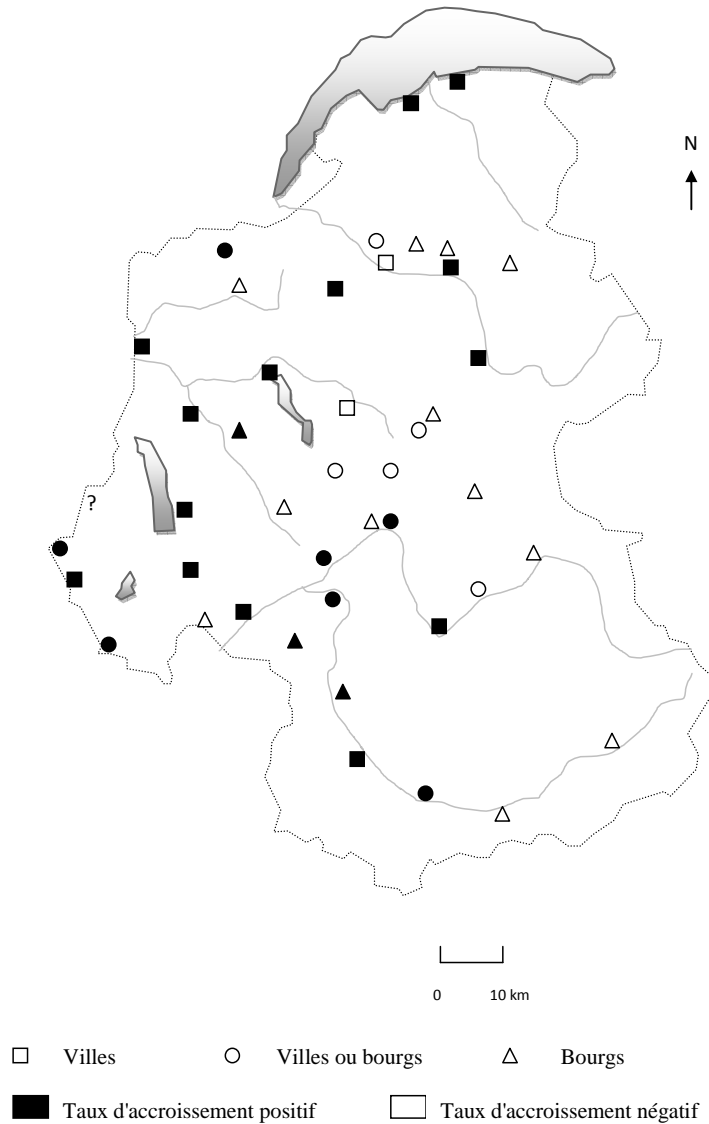 N
?
0 10 km
Villes Villes ou bourgs Bourgs
Taux d'accroissement positif Taux d'accroissement négatif